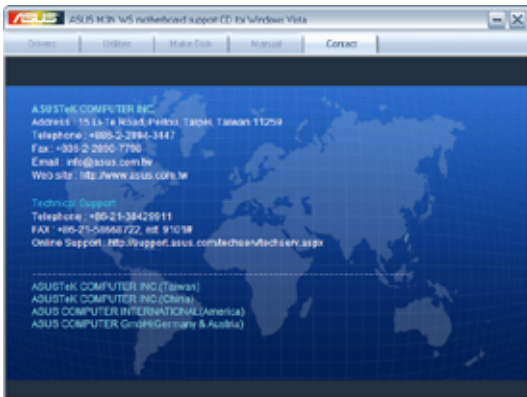 ASUS
ASUS M3N WS motherboard support CD for Windows Vista
Drivers
Utilities
Make Disk
Manual
Contact
ASUSTeK COMPUTER INC.
Address : 15 Li-Te Road, Peitou, Taipei, Taiwan 11259
Telephone : +886-2-2894-3447
Fax : +886-2-2890-7798
Email : info@asus.com.tw
Web site : http://www.asus.com.tw
Technical Support
Telephone : +86-21-38429911
FAX : +86-21-58668722, ext. 9101#
Online Support : http://support.asus.com/techserv/techserv.aspx
ASUSTeK COMPUTER INC.(Taiwan)
ASUSTeK COMPUTER INC.(China)
ASUS COMPUTER INTERNATIONAL(America)
ASUS COMPUTER GmbH(Germany & Austria)